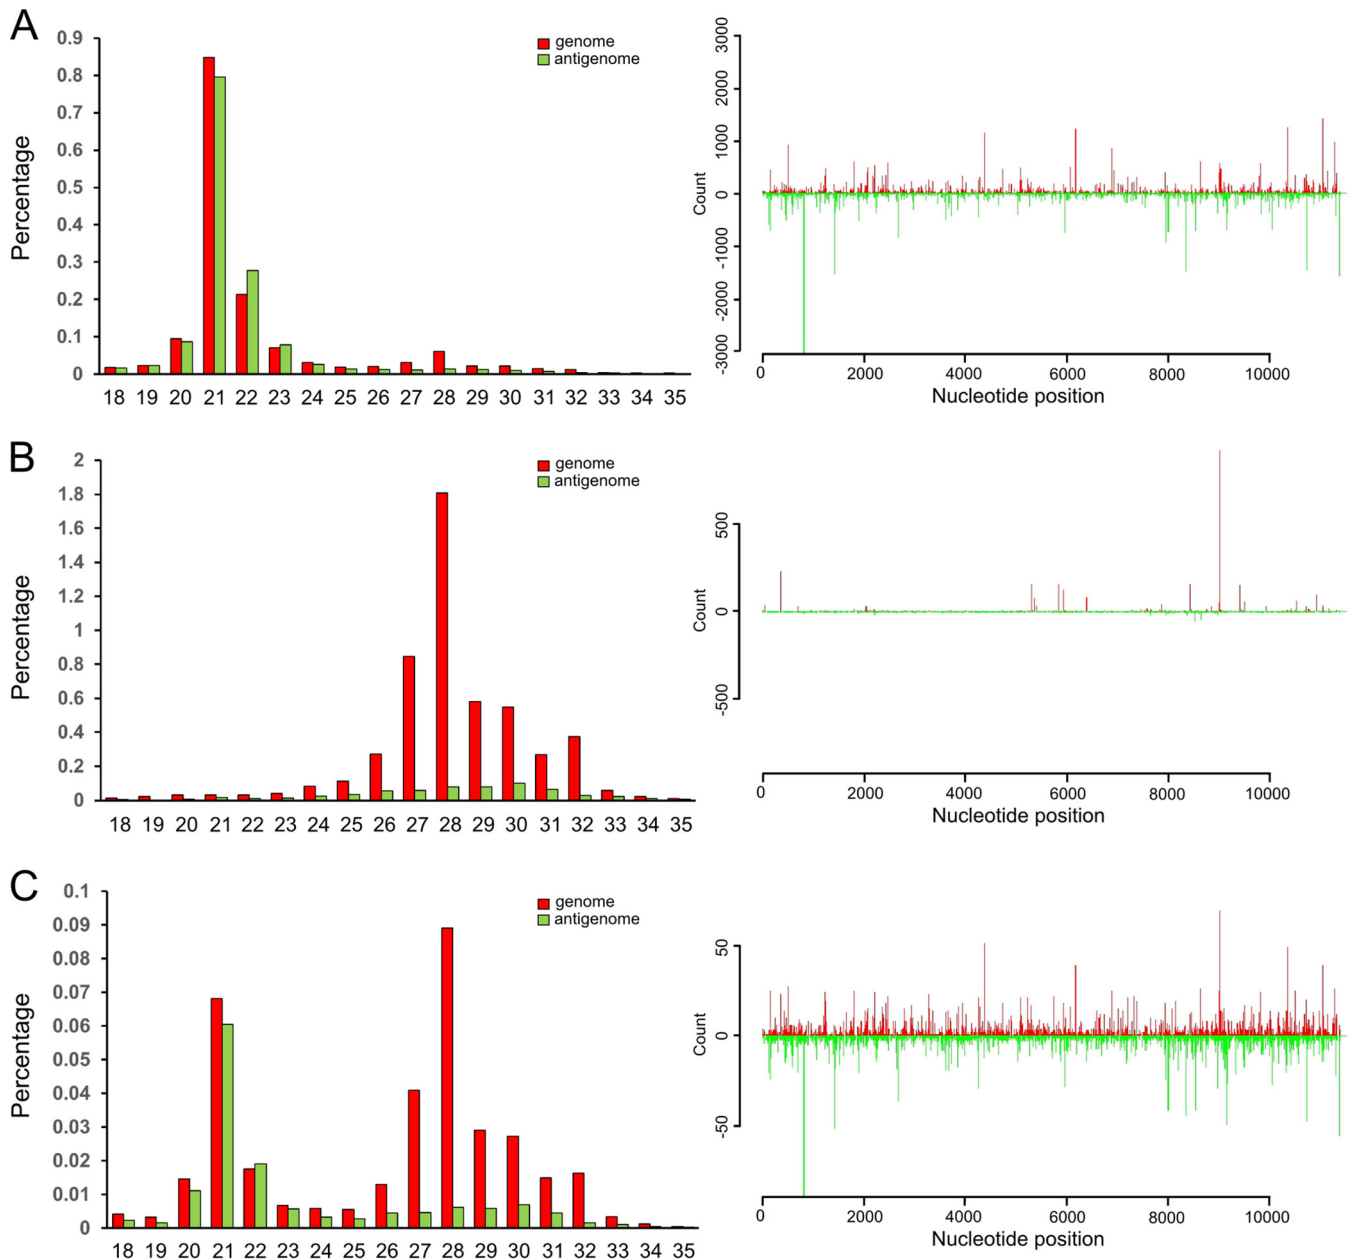 A
Percentage
0.9
0.8
0.7
0.6
0.5
0.4
0.3
0.2
0.1
0
genome
antigenome
18 19 20 21 22 23 24 25 26 27 28 29 30 31 32 33 34 35
Count
3000
2000
1000
0
-1000
-2000
-3000
0 2000 4000 6000 8000 10000
Nucleotide position
B
Percentage
2
1.8
1.6
1.4
1.2
1
0.8
0.6
0.4
0.2
0
genome
antigenome
18 19 20 21 22 23 24 25 26 27 28 29 30 31 32 33 34 35
Count
500
0
-500
0 2000 4000 6000 8000 10000
Nucleotide position
C
Percentage
0.1
0.09
0.08
0.07
0.06
0.05
0.04
0.03
0.02
0.01
0
genome
antigenome
18 19 20 21 22 23 24 25 26 27 28 29 30 31 32 33 34 35
Count
50
0
-50
0 2000 4000 6000 8000 10000
Nucleotide position